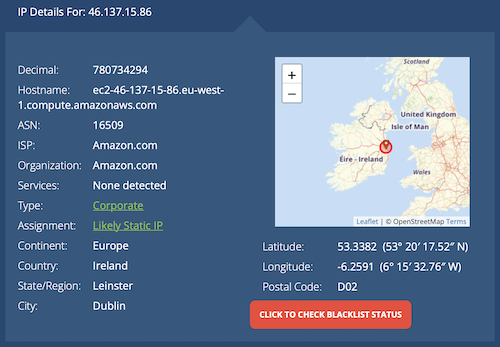 IP Details For: 46.137.15.86
Decimal: 780734294
Hostname: ec2-46-137-15-86.eu-west-
1.compute.amazonaws.com
ASN: 16509
ISP: Amazon.com
Organization: Amazon.com
Services: None detected
Type: Corporate
Assignment: Likely Static IP
Continent: Europe
Country: Ireland
State/Region: Leinster
City: Dublin
+
−
Scotland
United Kingdom
Isle of Man
Éire - Ireland
Wales
Leaflet | © OpenStreetMap Terms
Latitude: 53.3382 (53° 20′ 17.52″ N)
Longitude: -6.2591 (6° 15′ 32.76″ W)
Postal Code: D02
CLICK TO CHECK BLACKLIST STATUS